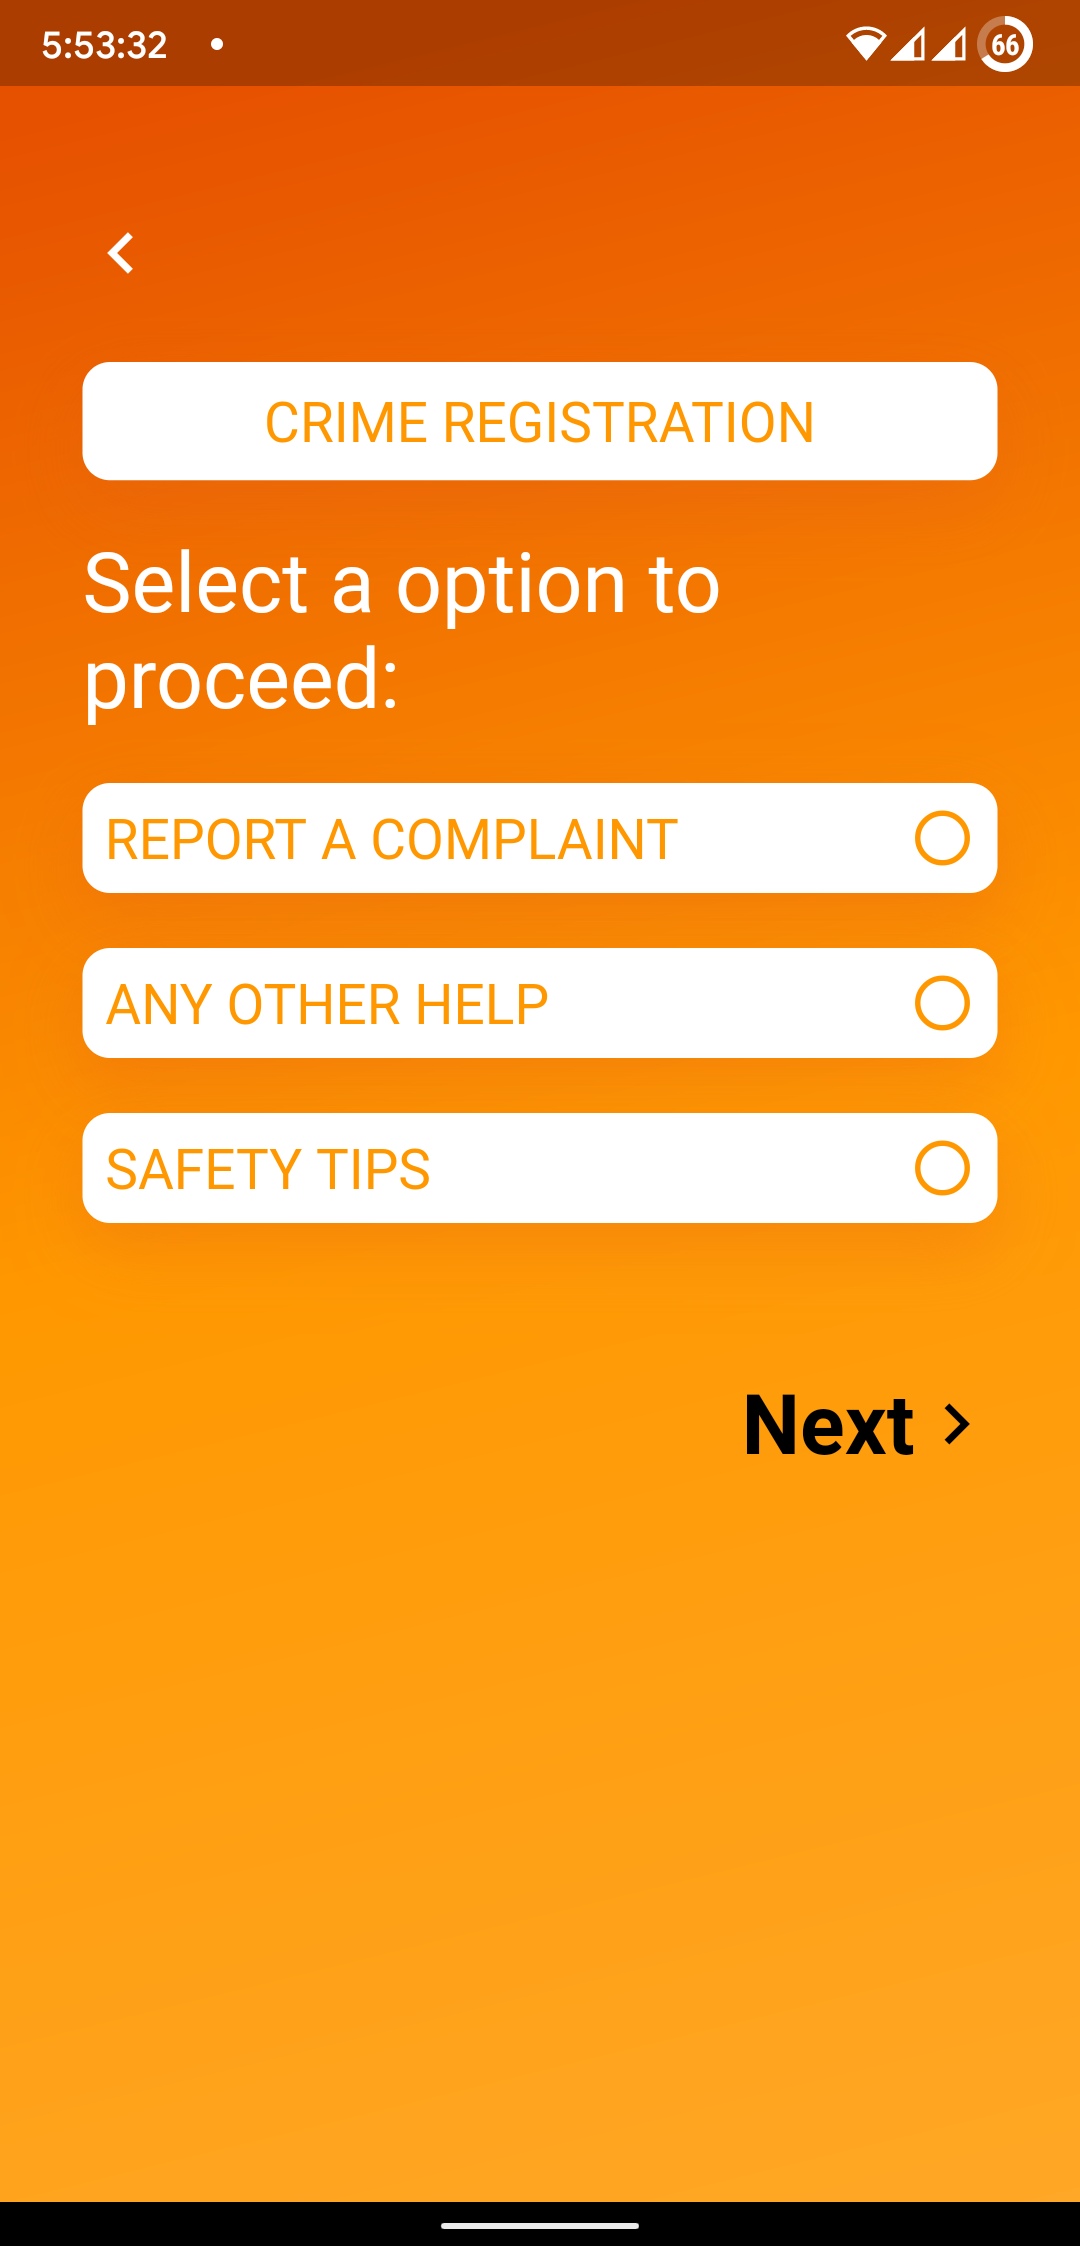 5:53:32
66
CRIME REGISTRATION
Select a option to
proceed:
REPORT A COMPLAINT
ANY OTHER HELP
SAFETY TIPS
Next